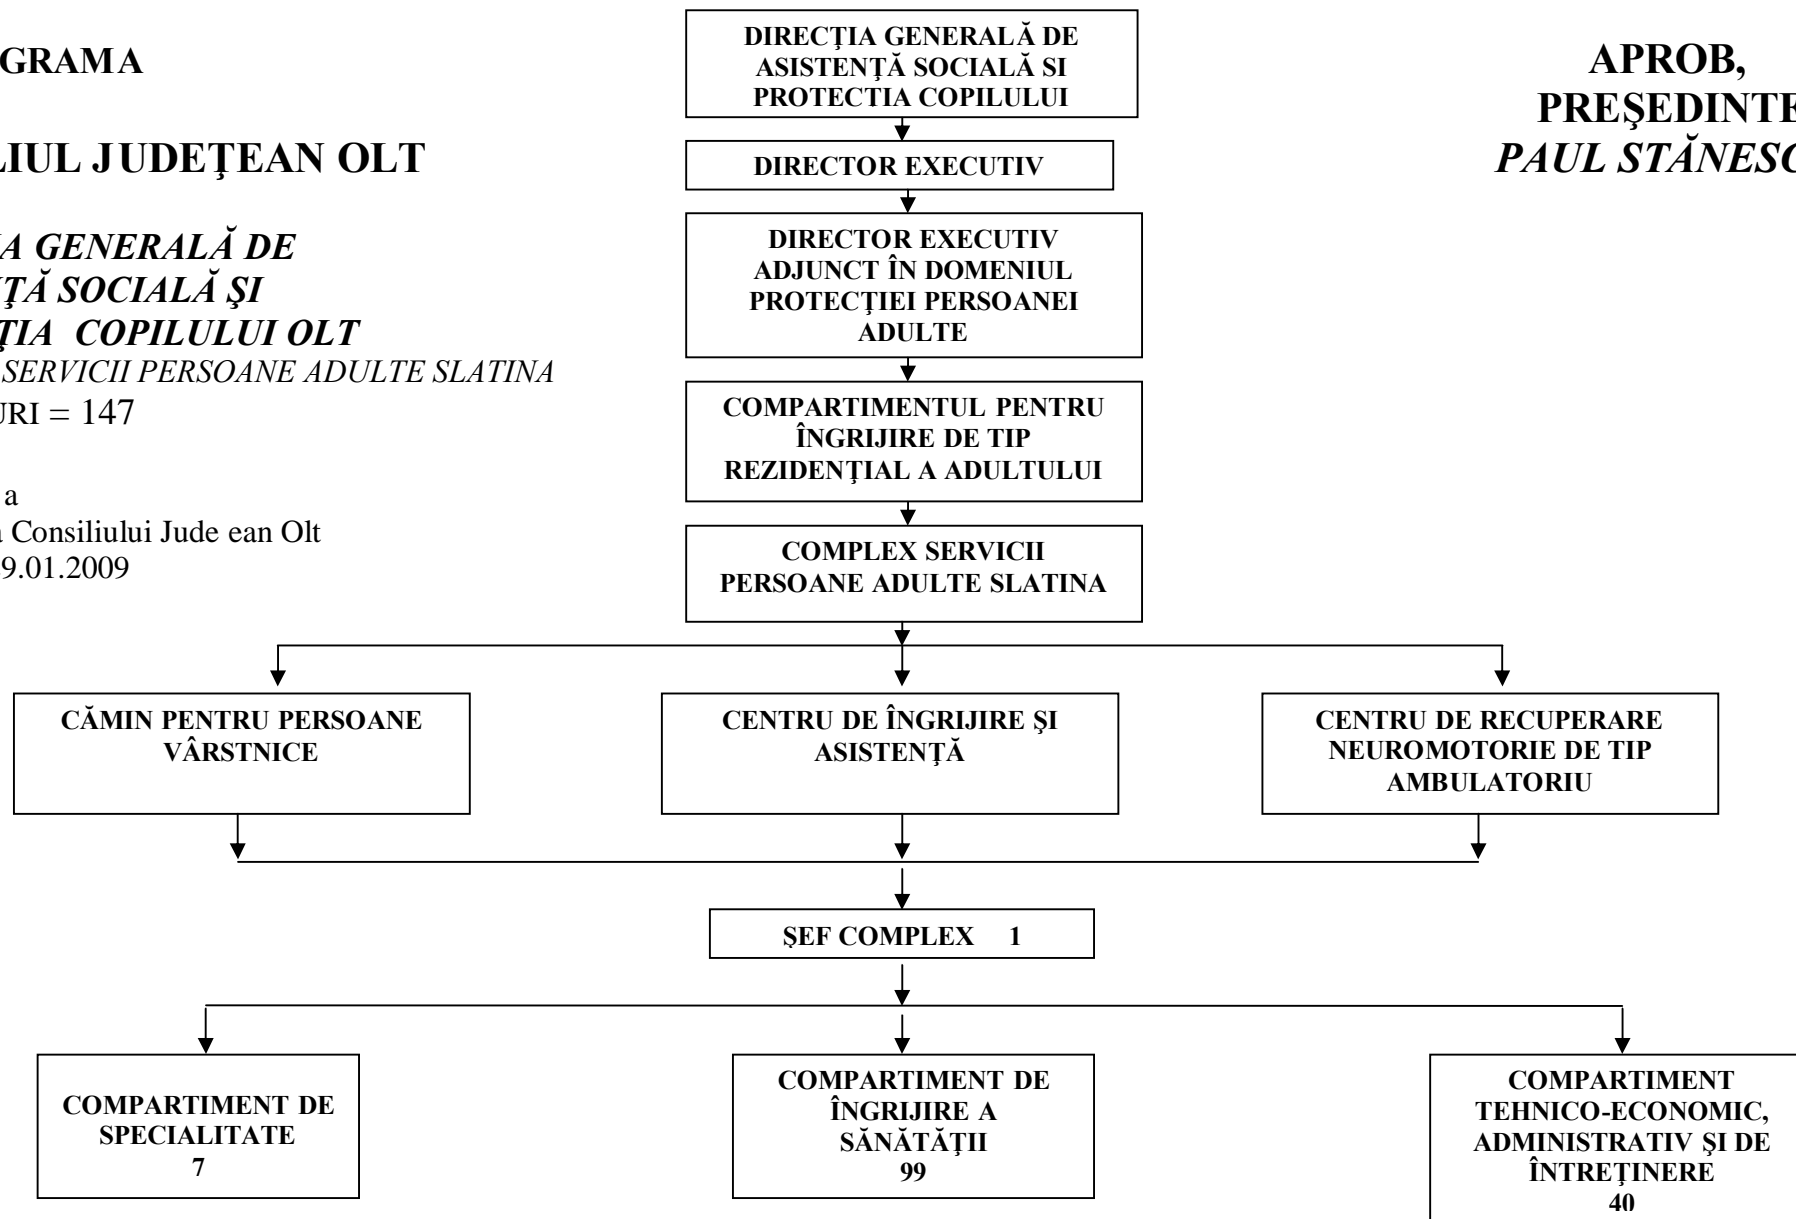 GRAMA
LIUL JUDEŢEAN OLT
IA GENERALĂ DE
NŢĂ SOCIALĂ ŞI
ŢIA COPILULUI OLT
SERVICII PERSOANE ADULTE SLATINA
URI = 147
a
Consiliului Jude ean Olt
9.01.2009
DIRECŢIA GENERALĂ DE
ASISTENŢĂ SOCIALĂ SI
PROTECTIA COPILULUI
APROB,
PREŞEDINTE
PAUL STĂNESC
DIRECTOR EXECUTIV
DIRECTOR EXECUTIV
ADJUNCT ÎN DOMENIUL
PROTECŢIEI PERSOANEI
ADULTE
COMPARTIMENTUL PENTRU
ÎNGRIJIRE DE TIP
REZIDENŢIAL A ADULTULUI
COMPLEX SERVICII
PERSOANE ADULTE SLATINA
CĂMIN PENTRU PERSOANE
VÂRSTNICE
CENTRU DE ÎNGRIJIRE ŞI
ASISTENŢĂ
CENTRU DE RECUPERARE
NEUROMOTORIE DE TIP
AMBULATORIU
ŞEF COMPLEX 1
COMPARTIMENT DE
SPECIALITATE
7
COMPARTIMENT DE
ÎNGRIJIRE A
SĂNĂTĂŢII
99
COMPARTIMENT
TEHNICO-ECONOMIC,
ADMINISTRATIV ŞI DE
ÎNTREŢINERE
40